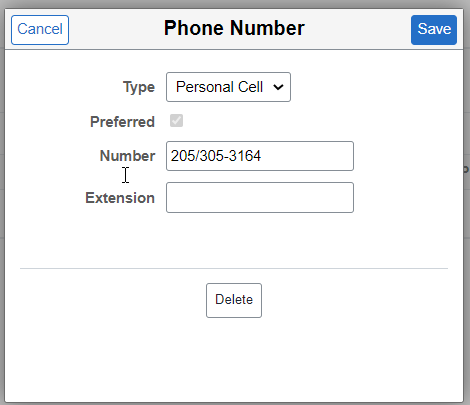 Cancel Phone Number Save
Type Personal Cell
Preferred
Number 205/305-3164
Extension
Delete